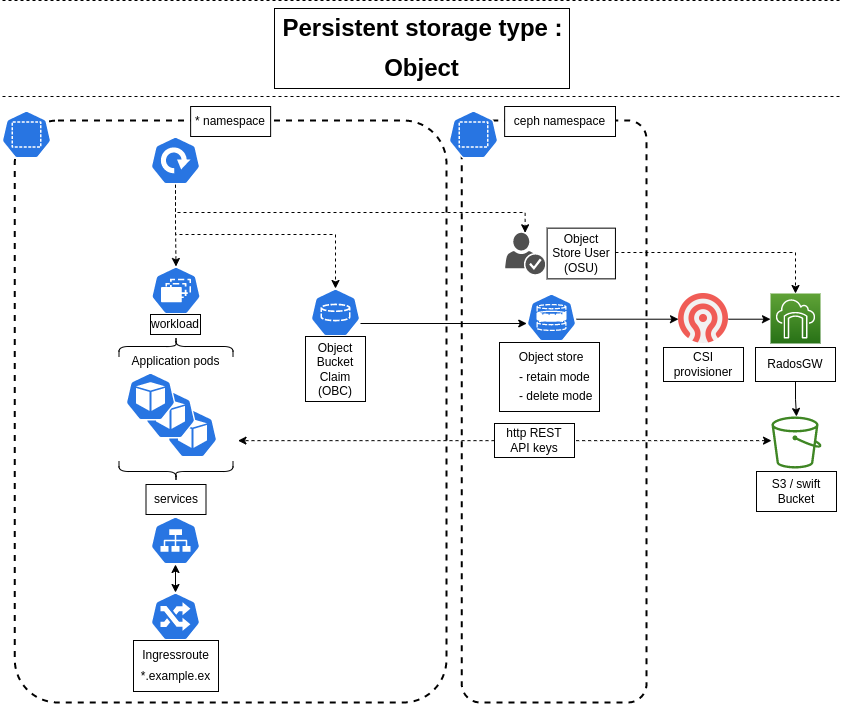 Persistent storage type :
Object
* namespace
ceph namespace
Object
Store User
(OSU)
workload
Application pods
Object
Bucket
Claim
(OBC)
Object store
- retain mode
- delete mode
CSI
provisioner
RadosGW
http REST
API keys
S3 / swift
Bucket
services
Ingressroute
*.example.ex